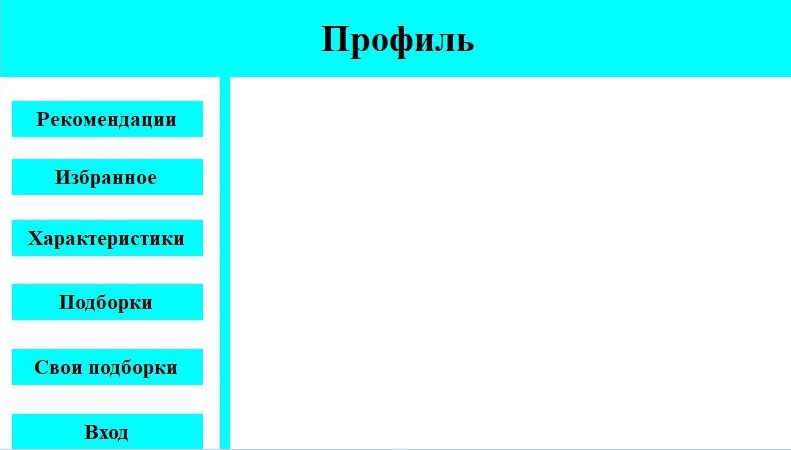 Профиль
Рекомендации
Избранное
Характеристики
Подборки
Свои подборки
Вход